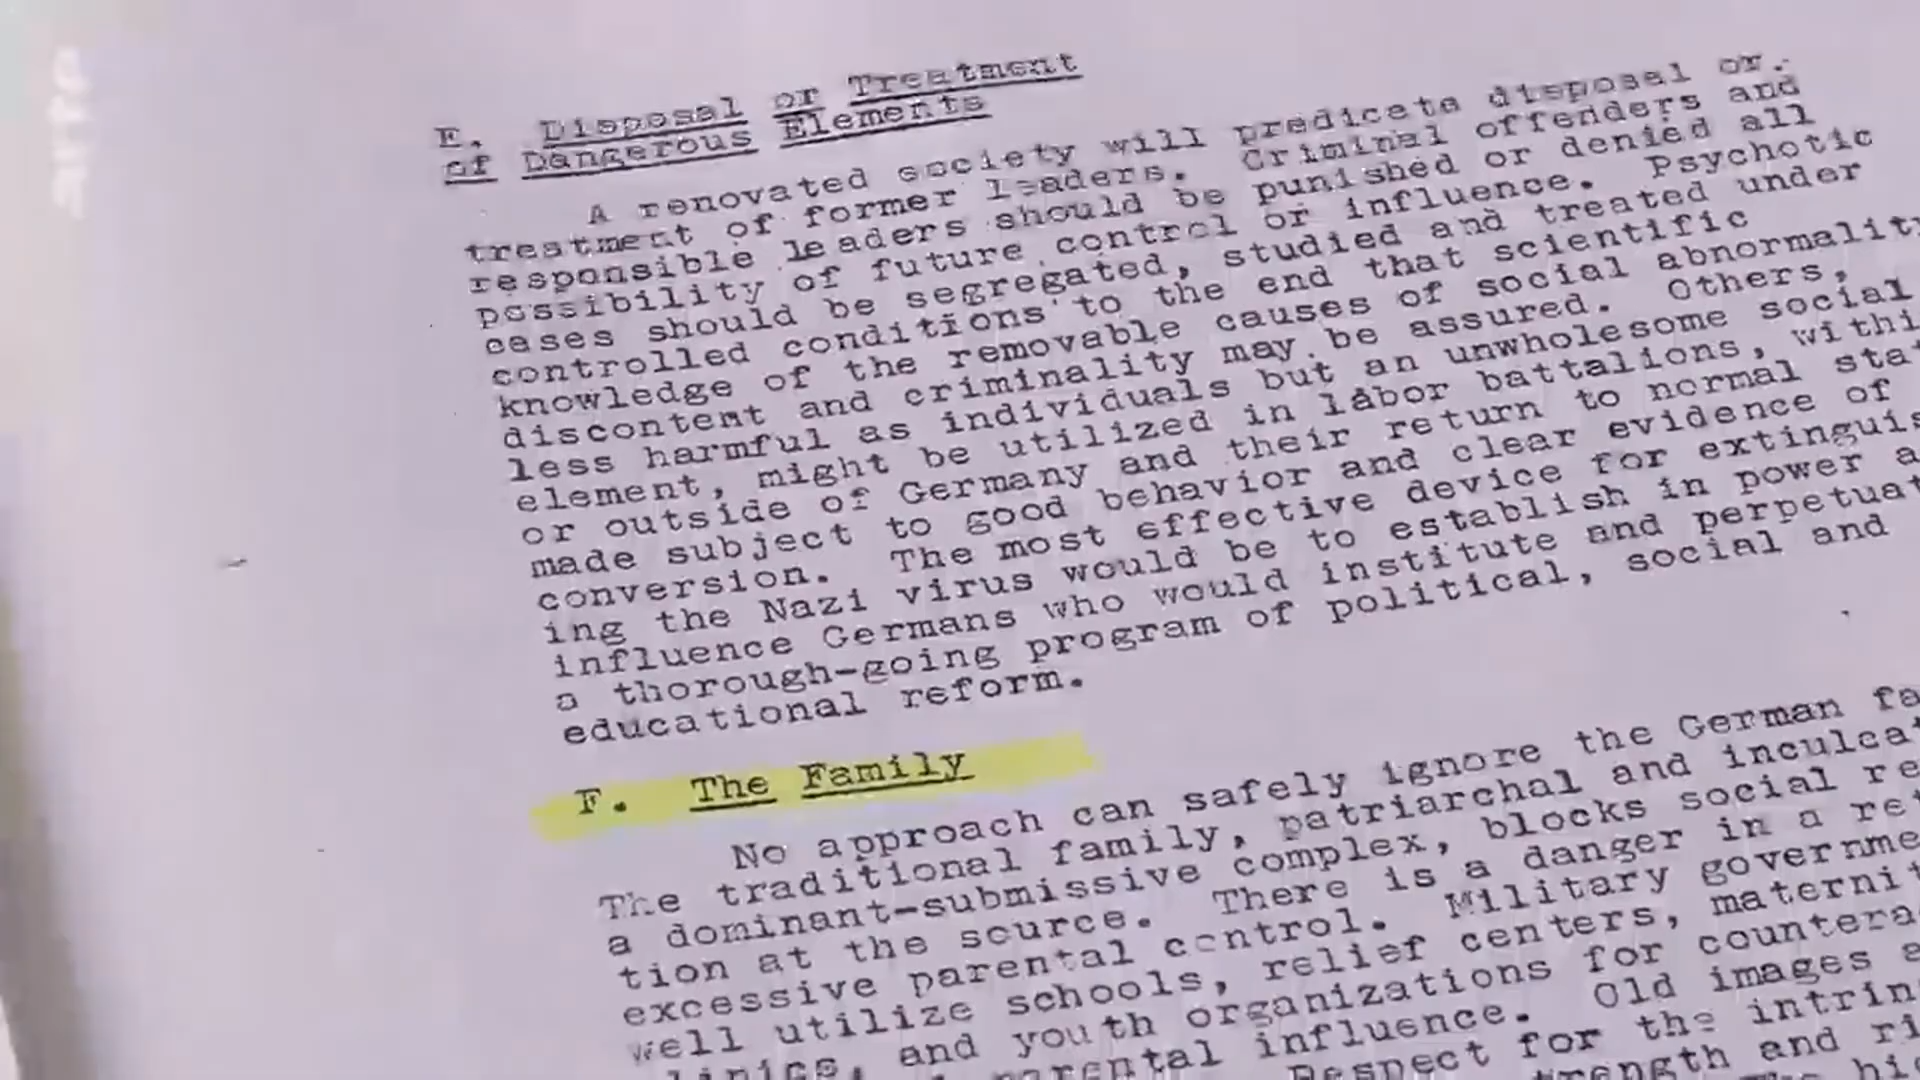 arte
E. Disposal or Treatment
of Dangerous Elements
A renovated society will predicate disposal or
treatment of former leaders. Criminal offenders and
responsible leaders should be punished or denied all
possibility of future control or influence. Psychotic
cases should be segregated, studied and treated under
controlled conditions to the end that scientific
knowledge of the removable causes of social abnormality
discontent and criminality may be assured. Others,
less harmful as individuals but an unwholesome social
element, might be utilized in labor battalions, withi
or outside of Germany and their return to normal sta
made subject to good behavior and clear evidence of
conversion. The most effective device for extinguis
ing the Nazi virus would be to establish in power a
influence Germans who would institute and perpetuat
a thorough-going program of political, social and
educational reform.
F. The Family
No approach can safely ignore the German fa
The traditional family, patriarchal and inculcat
a dominant-submissive complex, blocks social re
tion at the source. There is a danger in a ret
excessive parental control. Military governme
well utilize schools, relief centers, maternit
and youth organizations for countera
influence. Old images a
Respect for the intrin
and ri